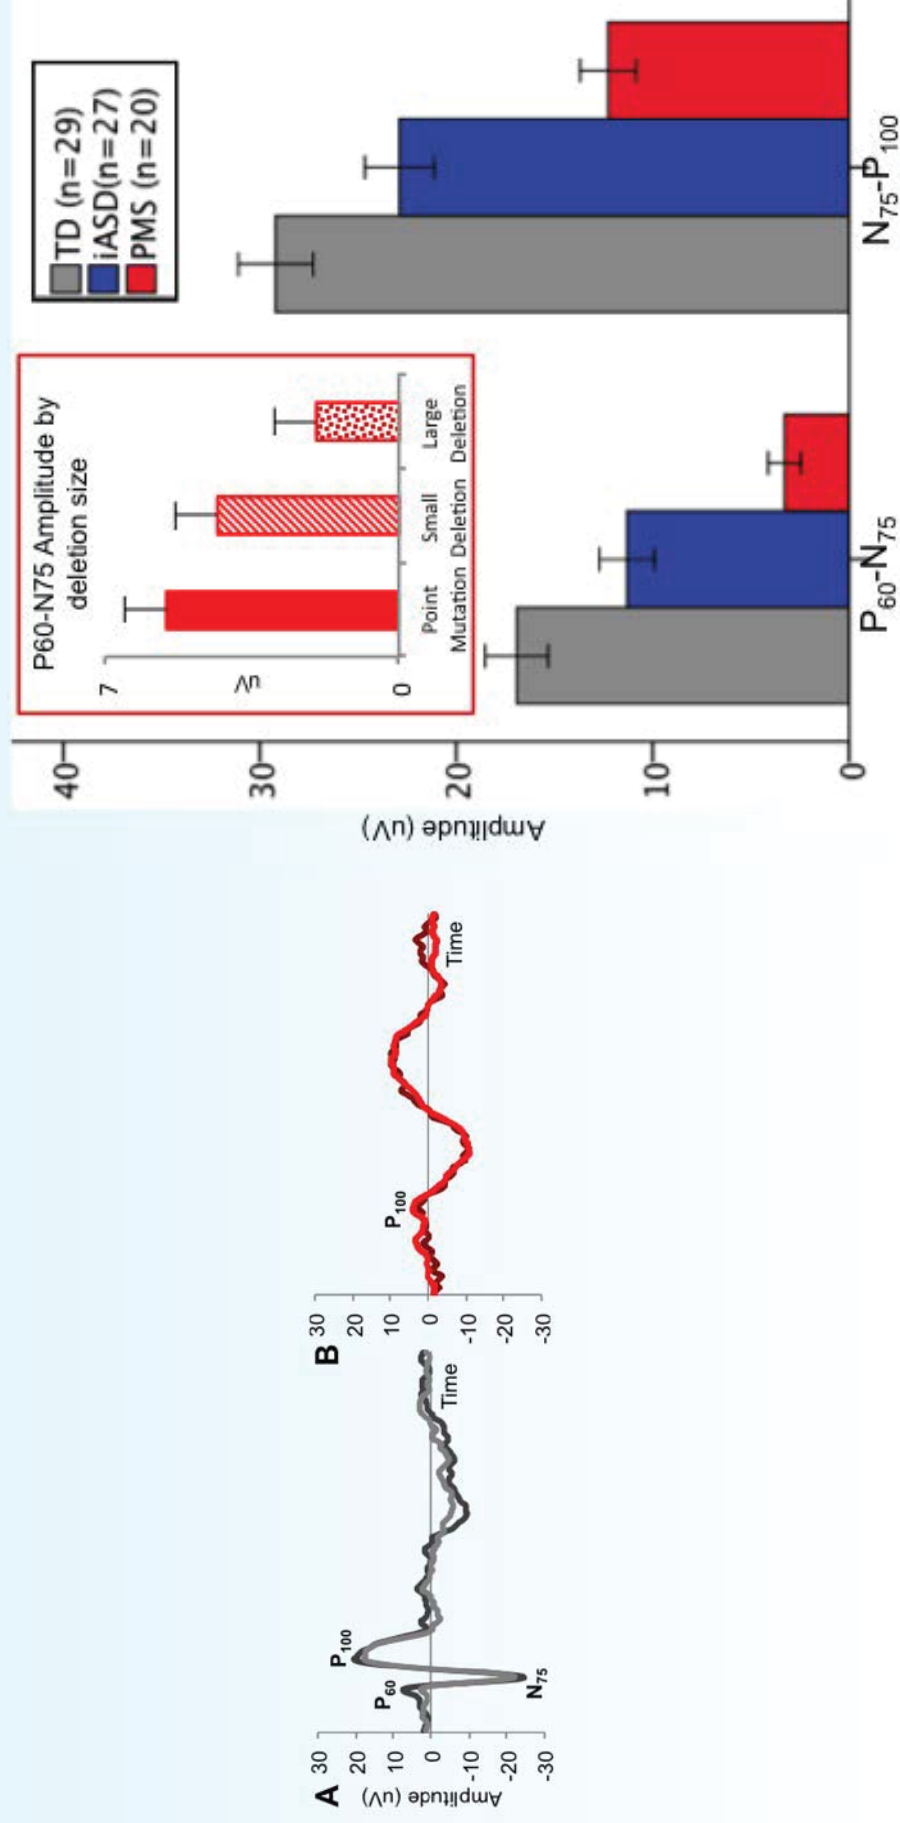 A
Amplitude (uV)
30
20
10
0
-10
-20
-30
P60
N75
P100
Time
B
30
20
10
0
-10
-20
-30
P100
Time
Amplitude (uV)
40
30
20
10
0
P60-N75 Amplitude by
deletion size
7
uV
0
Point
Mutation
Small
Deletion
Large
Deletion
TD (n=29)
iASD(n=27)
PMS (n=20)
P60-N75
N75-P100